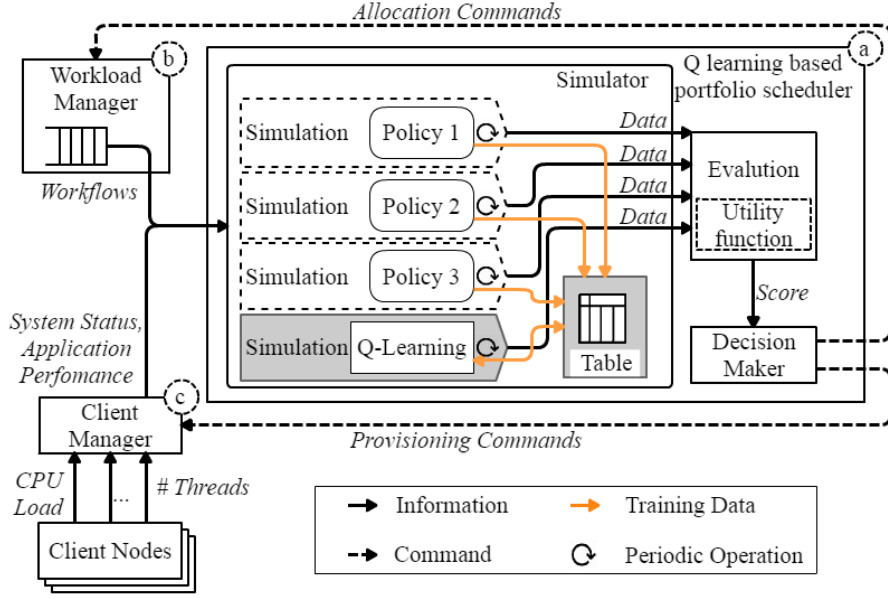 Allocation Commands
b
a
Workload
Manager
Q learning based
portfolio scheduler
Simulator
Simulation
Policy 1
Data
Evalution
Workflows
Data
Simulation
Policy 2
Data
Utility
function
Data
Simulation
Policy 3
Score
System Status,
Application
Perfomance
Simulation
Q-Learning
Table
Decision
Maker
c
Client
Manager
Provisioning Commands
CPU
Load
...
# Threads
Client Nodes
Information
Training Data
Command
Periodic Operation